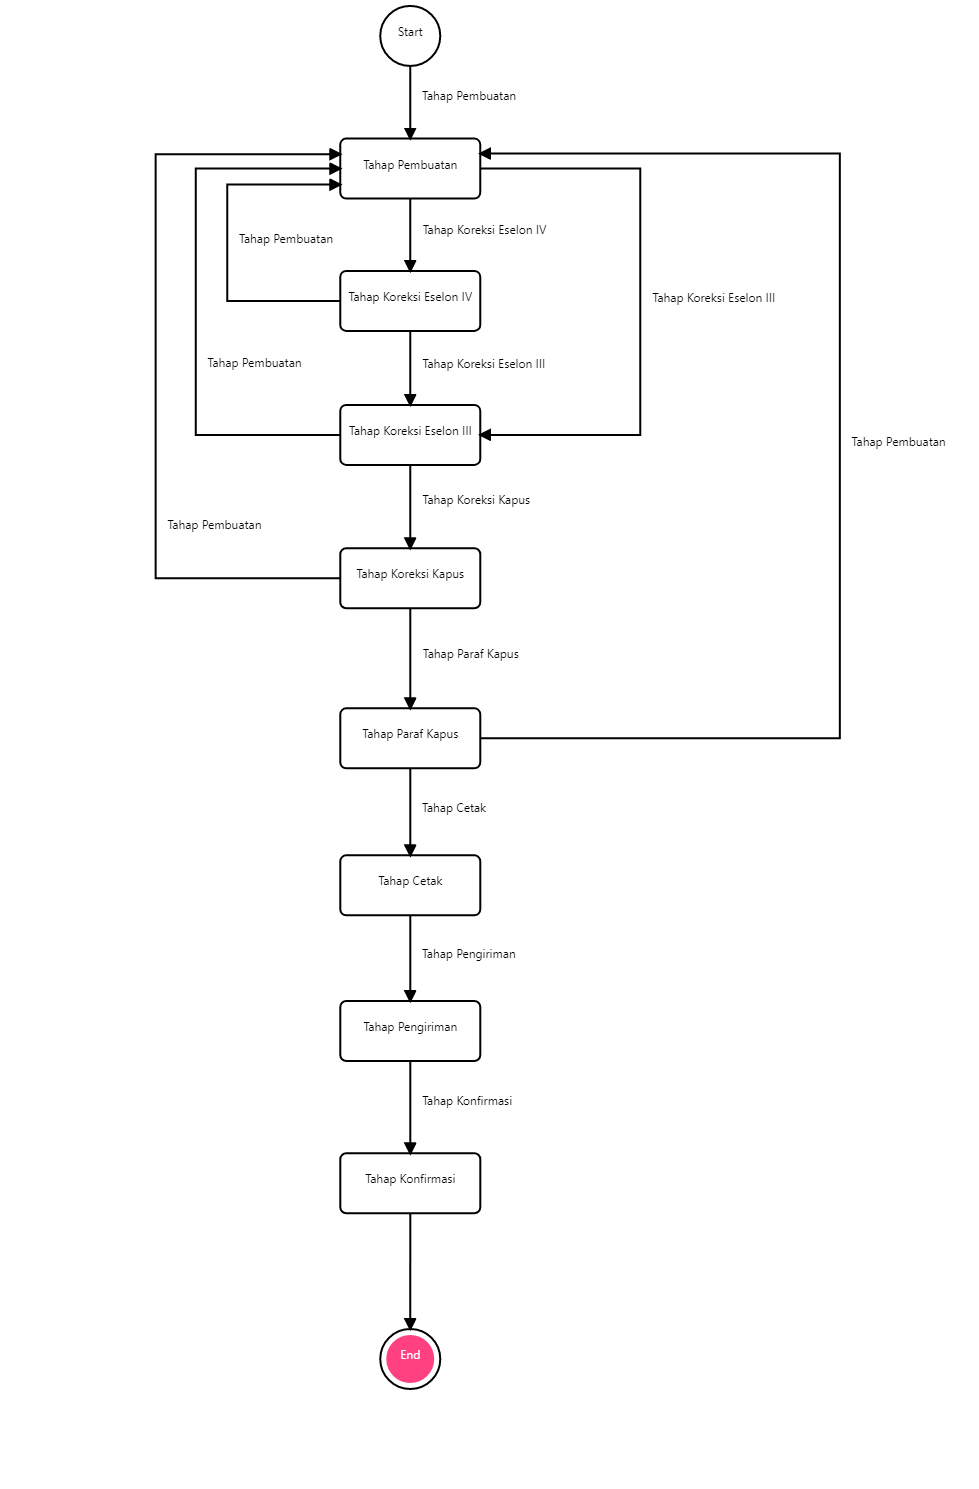 Start
Tahap Pembuatan
Tahap Pembuatan
Tahap Koreksi Eselon IV
Tahap Pembuatan
Tahap Koreksi Eselon IV
Tahap Koreksi Eselon III
Tahap Pembuatan
Tahap Koreksi Eselon III
Tahap Koreksi Eselon III
Tahap Pembuatan
Tahap Koreksi Kapus
Tahap Pembuatan
Tahap Koreksi Kapus
Tahap Paraf Kapus
Tahap Paraf Kapus
Tahap Cetak
Tahap Cetak
Tahap Pengiriman
Tahap Pengiriman
Tahap Konfirmasi
Tahap Konfirmasi
End